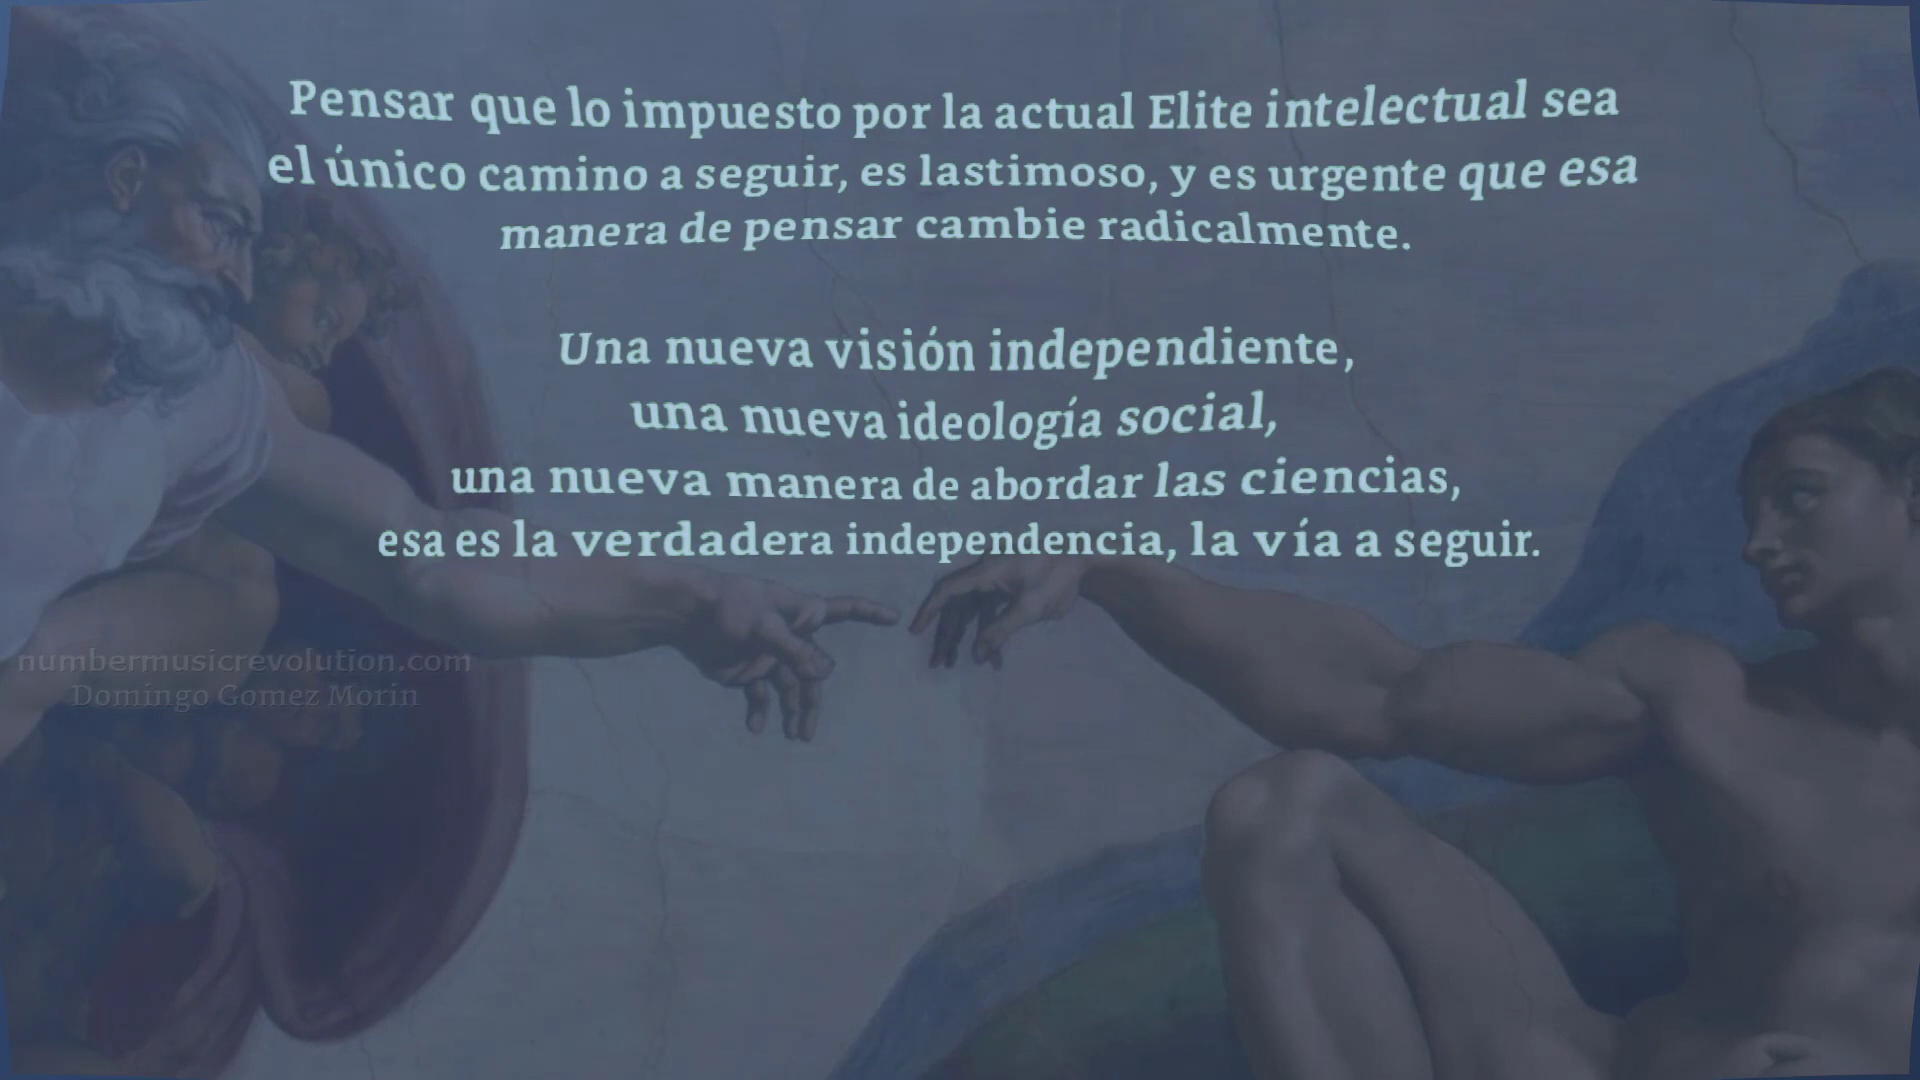 Pensar que lo impuesto por la actual Elite intelectual sea
el único camino a seguir, es lastimoso, y es urgente que esa
manera de pensar cambie radicalmente.
Una nueva visión independiente,
una nueva ideología social,
una nueva manera de abordar las ciencias,
esa es la verdadera independencia, la vía a seguir.
numbermusicrevolution.com
Domingo Gomez Morin